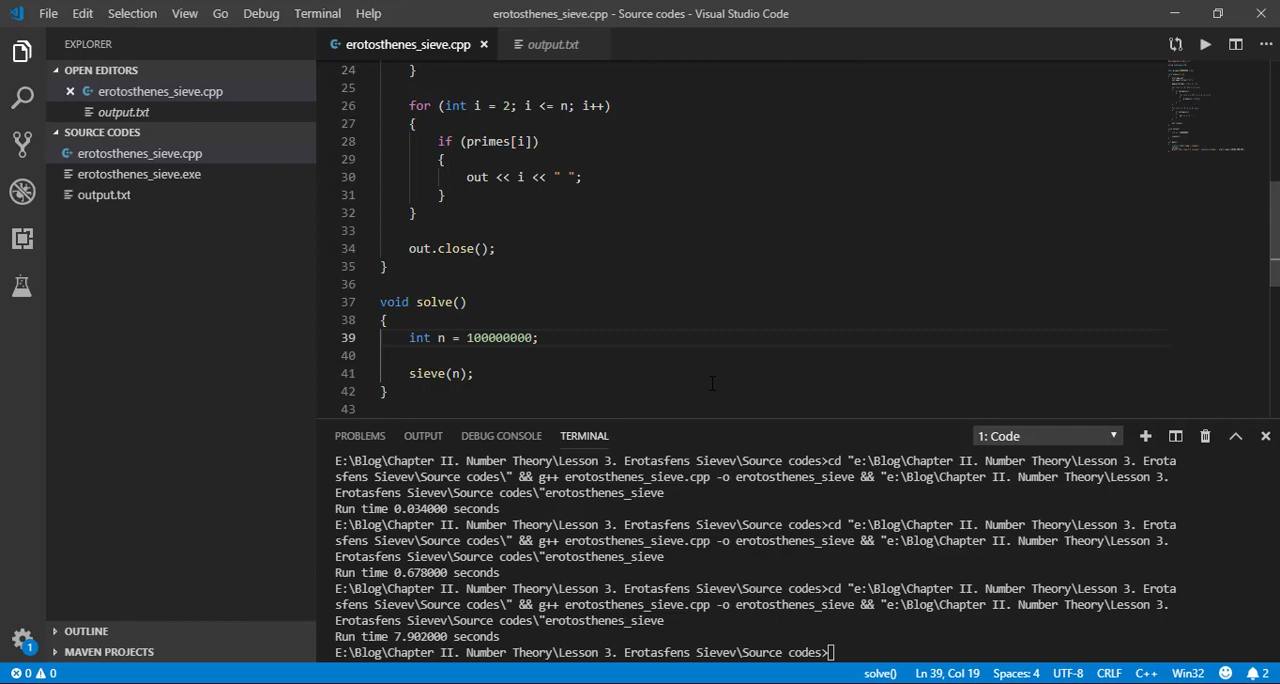 File Edit Selection View Go Debug Terminal Help erotosthenes_sieve.cpp - Source codes - Visual Studio Code
EXPLORER
OPEN EDITORS
erotosthenes_sieve.cpp
output.txt
SOURCE CODES
erotosthenes_sieve.cpp
erotosthenes_sieve.exe
output.txt
OUTLINE
MAVEN PROJECTS
erotosthenes_sieve.cpp output.txt
24 }
25
26 for (int i = 2; i <= n; i++)
27 {
28 if (primes[i])
29 {
30 out << i << " ";
31 }
32 }
33
34 out.close();
35 }
36
37 void solve()
38 {
39 int n = 100000000;
40
41 sieve(n);
42 }
43
PROBLEMS OUTPUT DEBUG CONSOLE TERMINAL 1: Code
E:\Blog\Chapter II. Number Theory\Lesson 3. Erotasfens Sievev\Source codes>cd "e:\Blog\Chapter II. Number Theory\Lesson 3. Erota
sfens Sievev\Source codes\" && g++ erotosthenes_sieve.cpp -o erotosthenes_sieve && "e:\Blog\Chapter II. Number Theory\Lesson 3.
Erotasfens Sievev\Source codes\"erotosthenes_sieve
Run time 0.034000 seconds
E:\Blog\Chapter II. Number Theory\Lesson 3. Erotasfens Sievev\Source codes>cd "e:\Blog\Chapter II. Number Theory\Lesson 3. Erota
sfens Sievev\Source codes\" && g++ erotosthenes_sieve.cpp -o erotosthenes_sieve && "e:\Blog\Chapter II. Number Theory\Lesson 3.
Erotasfens Sievev\Source codes\"erotosthenes_sieve
Run time 0.678000 seconds
E:\Blog\Chapter II. Number Theory\Lesson 3. Erotasfens Sievev\Source codes>cd "e:\Blog\Chapter II. Number Theory\Lesson 3. Erota
sfens Sievev\Source codes\" && g++ erotosthenes_sieve.cpp -o erotosthenes_sieve && "e:\Blog\Chapter II. Number Theory\Lesson 3.
Erotasfens Sievev\Source codes\"erotosthenes_sieve
Run time 7.902000 seconds
E:\Blog\Chapter II. Number Theory\Lesson 3. Erotasfens Sievev\Source codes>
1
0 0 solve() Ln 39, Col 19 Spaces: 4 UTF-8 CRLF C++ Win32 2